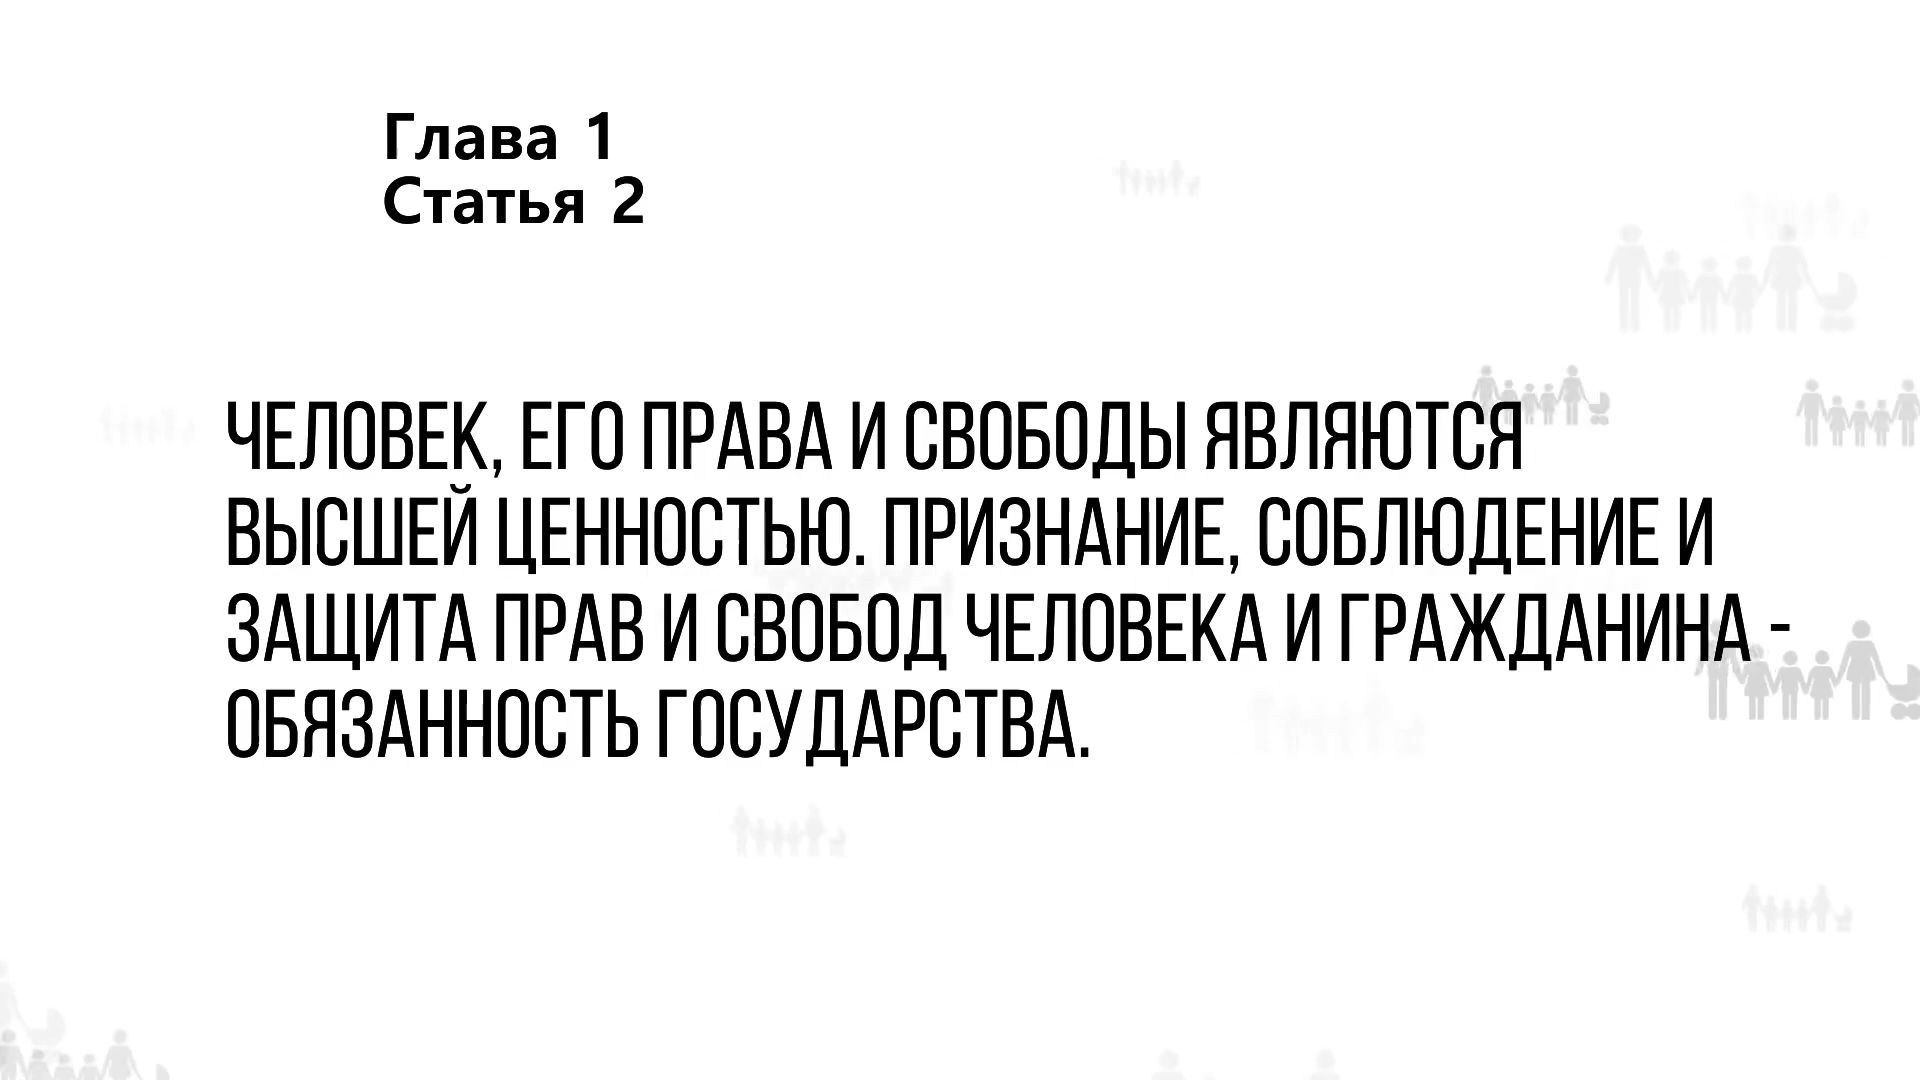 Глава 1
Статья 2
ЧЕЛОВЕК, ЕГО ПРАВА И СВОБОДЫ ЯВЛЯЮТСЯ
ВЫСШЕЙ ЦЕННОСТЬЮ. ПРИЗНАНИЕ, СОБЛЮДЕНИЕ И
ЗАЩИТА ПРАВ И СВОБОД ЧЕЛОВЕКА И ГРАЖДАНИНА -
ОБЯЗАННОСТЬ ГОСУДАРСТВА.